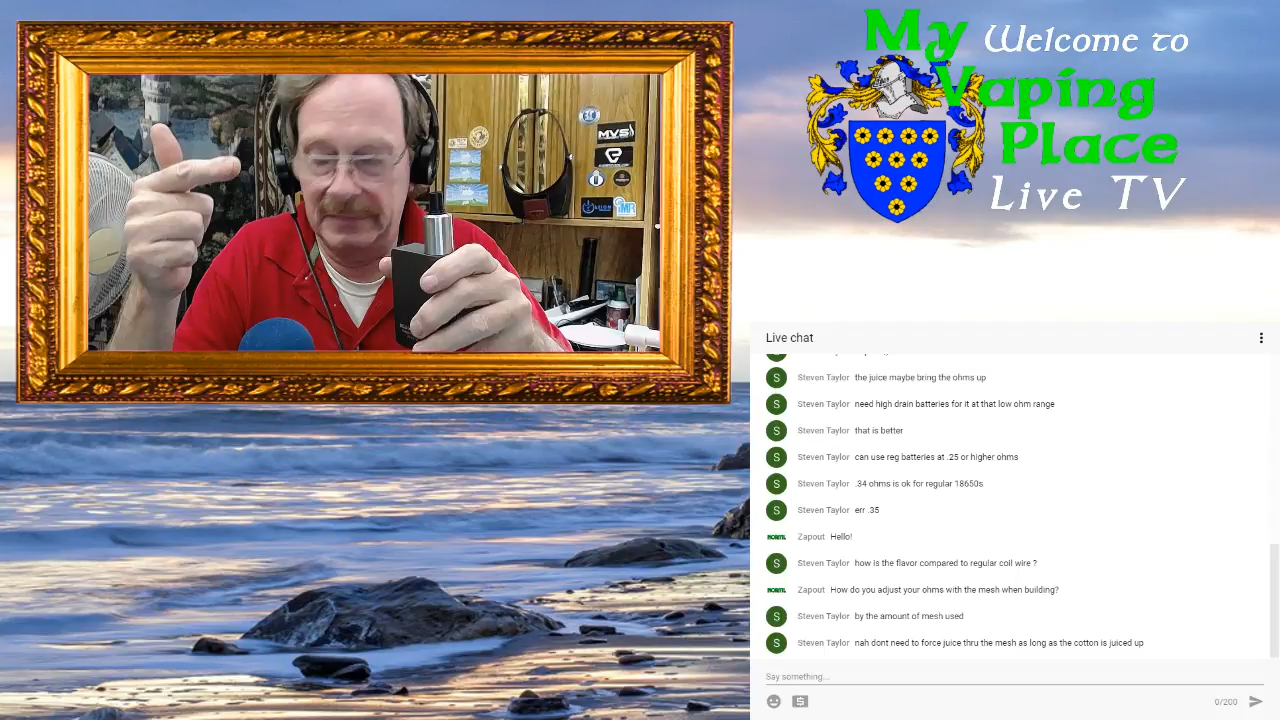 My
Welcome to
Vaping
Place
Live TV
MVS
Live chat
S Steven Taylor the juice maybe bring the ohms up
S Steven Taylor need high drain batteries for it at that low ohm range
S Steven Taylor that is better
S Steven Taylor can use reg batteries at .25 or higher ohms
S Steven Taylor .34 ohms is ok for regular 18650s
S Steven Taylor err .35
Zapout Hello!
S Steven Taylor how is the flavor compared to regular coil wire ?
Zapout How do you adjust your ohms with the mesh when building?
S Steven Taylor by the amount of mesh used
S Steven Taylor nah dont need to force juice thru the mesh as long as the cotton is juiced up
Say something...
0/200